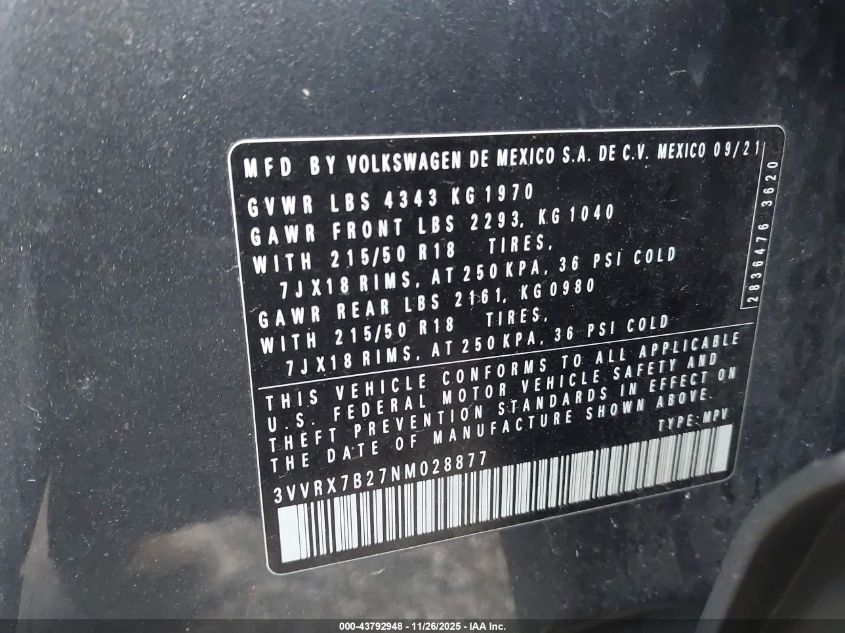 MFD BY VOLKSWAGEN DE MEXICO S.A. DE C.V. MEXICO 09/21
GVWR LBS 4343 KG 1970
GAWR FRONT LBS 2293, KG 1040
WITH 215/50 R18 TIRES,
7JX18 RIMS, AT 250 KPA, 36 PSI COLD
GAWR REAR LBS 2161, KG 0980
WITH 215/50 R18 TIRES,
7JX18 RIMS, AT 250 KPA, 36 PSI COLD
2836476 3620
THIS VEHICLE CONFORMS TO ALL APPLICABLE
U.S. FEDERAL MOTOR VEHICLE SAFETY AND
THEFT PREVENTION STANDARDS IN EFFECT ON
THE DATE OF MANUFACTURE SHOWN ABOVE.
TYPE: MPV
3VVRX7B27NM028877
000-43792948 - 11/26/2025 - IAA Inc.